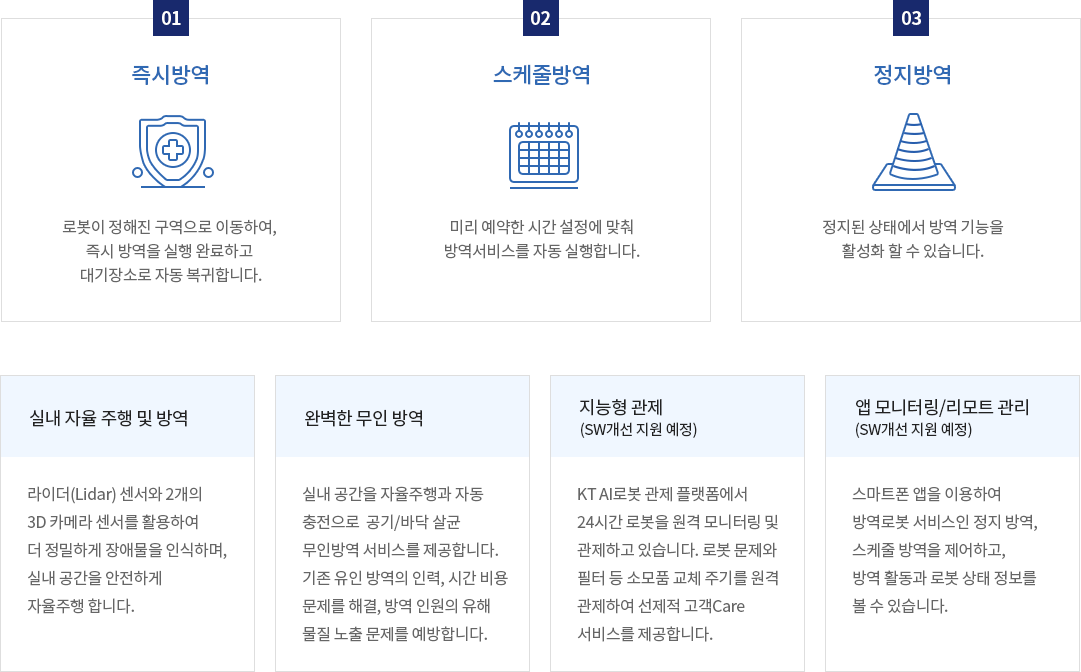 01
즉시방역
로봇이 정해진 구역으로 이동하여,
즉시 방역을 실행 완료하고
대기장소로 자동 복귀합니다.
02
스케줄방역
미리 예약한 시간 설정에 맞춰
방역서비스를 자동 실행합니다.
03
정지방역
정지된 상태에서 방역 기능을
활성화 할 수 있습니다.
실내 자율 주행 및 방역
라이더(Lidar) 센서와 2개의
3D 카메라 센서를 활용하여
더 정밀하게 장애물을 인식하며,
실내 공간을 안전하게
자율주행 합니다.
완벽한 무인 방역
실내 공간을 자율주행과 자동
충전으로 공기/바닥 살균
무인방역 서비스를 제공합니다.
기존 유인 방역의 인력, 시간 비용
문제를 해결, 방역 인원의 유해
물질 노출 문제를 예방합니다.
지능형 관제
(SW개선 지원 예정)
KT AI로봇 관제 플랫폼에서
24시간 로봇을 원격 모니터링 및
관제하고 있습니다. 로봇 문제와
필터 등 소모품 교체 주기를 원격
관제하여 선제적 고객Care
서비스를 제공합니다.
앱 모니터링/리모트 관리
(SW개선 지원 예정)
스마트폰 앱을 이용하여
방역로봇 서비스인 정지 방역,
스케줄 방역을 제어하고,
방역 활동과 로봇 상태 정보를
볼 수 있습니다.